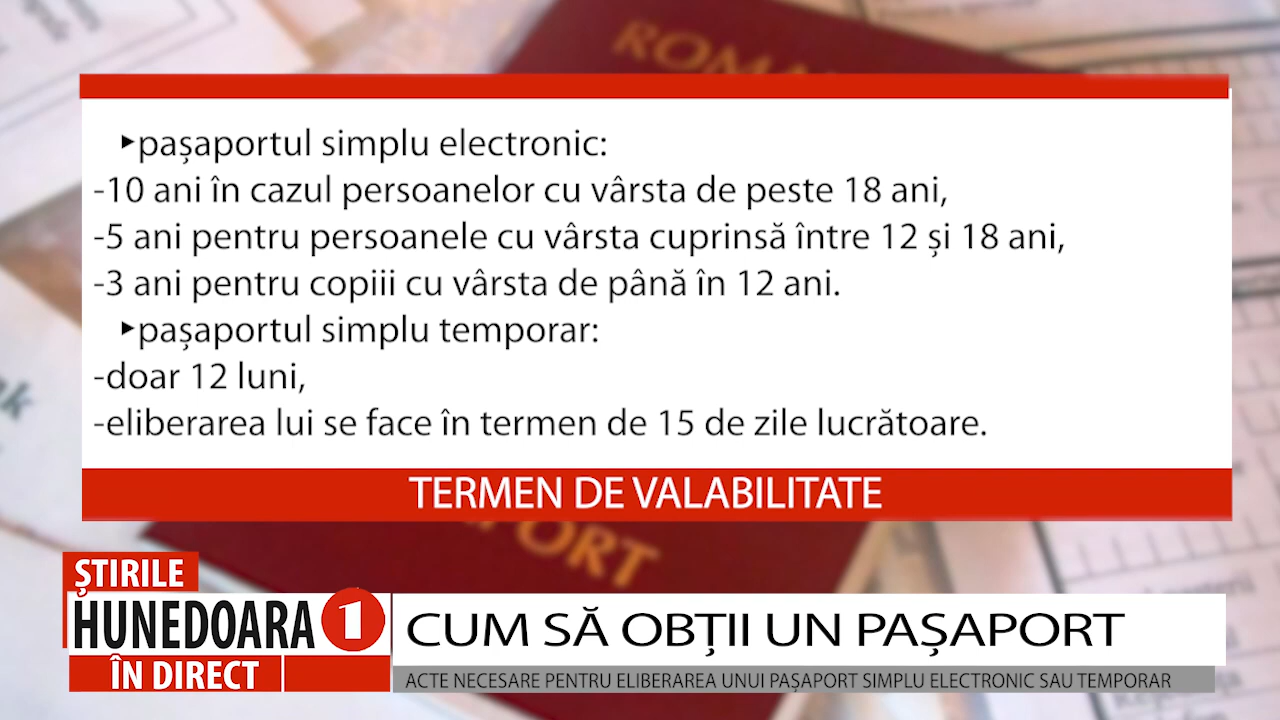 ▸pașaportul simplu electronic:
-10 ani în cazul persoanelor cu vârsta de peste 18 ani,
-5 ani pentru persoanele cu vârsta cuprinsă între 12 și 18 ani,
-3 ani pentru copiii cu vârsta de până în 12 ani.
▸pașaportul simplu temporar:
-doar 12 luni,
-eliberarea lui se face în termen de 15 de zile lucrătoare.
TERMEN DE VALABILITATE
ȘTIRILE
HUNEDOARA 1
ÎN DIRECT
CUM SĂ OBȚII UN PAȘAPORT
ACTE NECESARE PENTRU ELIBERAREA UNUI PAȘAPORT SIMPLU ELECTRONIC SAU TEMPORAR